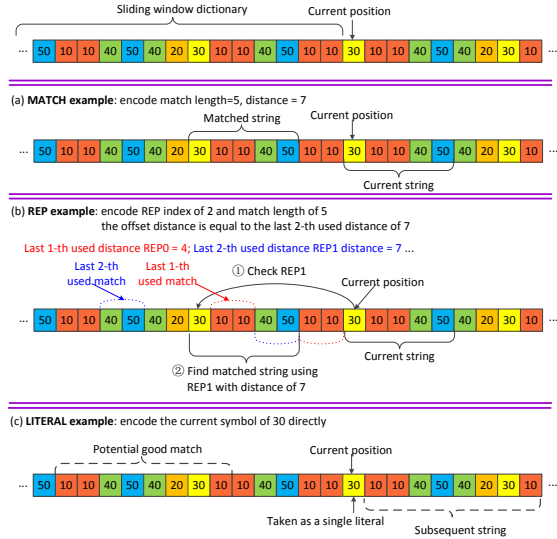 Sliding window dictionary
Current position
... 50 10 10 40 50 40 20 30 10 10 40 50 10 10 30 10 10 40 50 40 20 30 10 ...
(a) MATCH example: encode match length=5, distance = 7
Matched string
Current position
... 50 10 10 40 50 40 20 30 10 10 40 50 10 10 30 10 10 40 50 40 20 30 10 ...
Current string
(b) REP example: encode REP index of 2 and match length of 5
the offset distance is equal to the last 2-th used distance of 7
Last 1-th used distance REP0 = 4; Last 2-th used distance REP1 distance = 7 ...
Last 2-th used match
Last 1-th used match
① Check REP1
Current position
... 50 10 10 40 50 40 20 30 10 10 40 50 10 10 30 10 10 40 50 40 20 30 10 ...
Current string
② Find matched string using
REP1 with distance of 7
(c) LITERAL example: encode the current symbol of 30 directly
Potential good match
Current position
... 50 10 10 40 50 40 20 30 10 10 40 50 10 10 30 10 10 40 50 40 20 30 10 ...
Taken as a single literal
Subsequent string